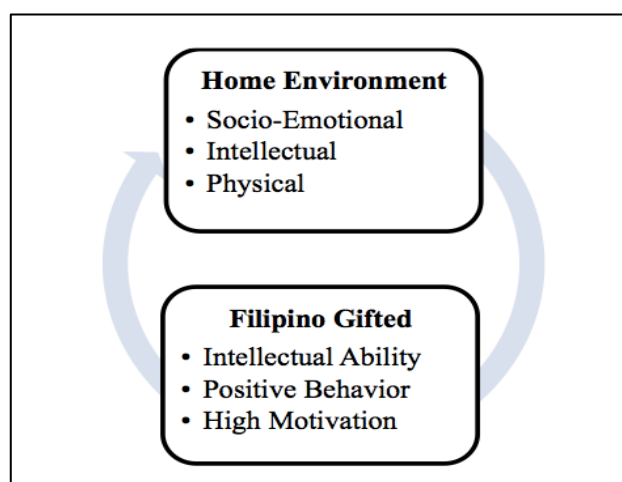 Home Environment
• Socio-Emotional
• Intellectual
• Physical
Filipino Gifted
• Intellectual Ability
• Positive Behavior
• High Motivation